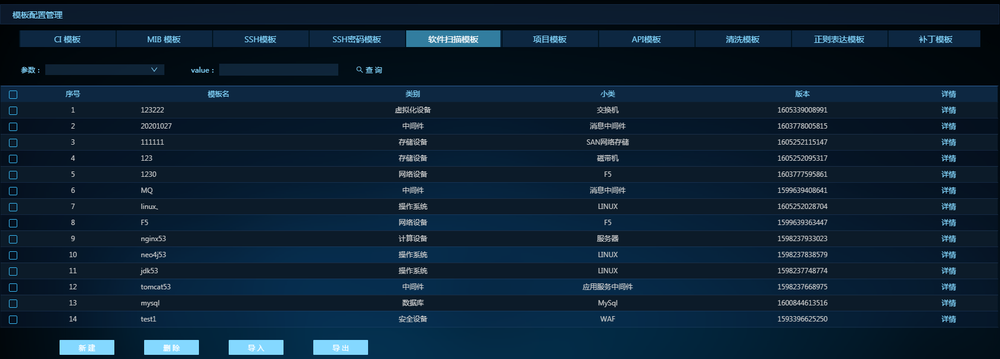 模板配置管理
CI 模板 MIB 模板 SSH模板 SSH密码模板 软件扫描模板 项目模板 API模板 清洗模板 正则表达模板 补丁模板
参数： value： 查 询
序号 模板名 类别 小类 版本 详情
1 123222 虚拟化设备 交换机 1605339008991 详情
2 20201027 中间件 消息中间件 1603778005815 详情
3 111111 存储设备 SAN网络存储 1605252115147 详情
4 123 存储设备 磁带机 1605252095317 详情
5 1230 网络设备 F5 1603777595861 详情
6 MQ 中间件 消息中间件 1599639408641 详情
7 linux、 操作系统 LINUX 1605252028704 详情
8 F5 网络设备 F5 1599639363447 详情
9 nginx53 计算设备 服务器 1598237933023 详情
10 neo4j53 操作系统 LINUX 1598237838579 详情
11 jdk53 操作系统 LINUX 1598237748774 详情
12 tomcat53 中间件 应用服务中间件 1598237668975 详情
13 mysql 数据库 MySql 1600844613516 详情
14 test1 安全设备 WAF 1593396625250 详情
新 建 删 除 导 入 导 出